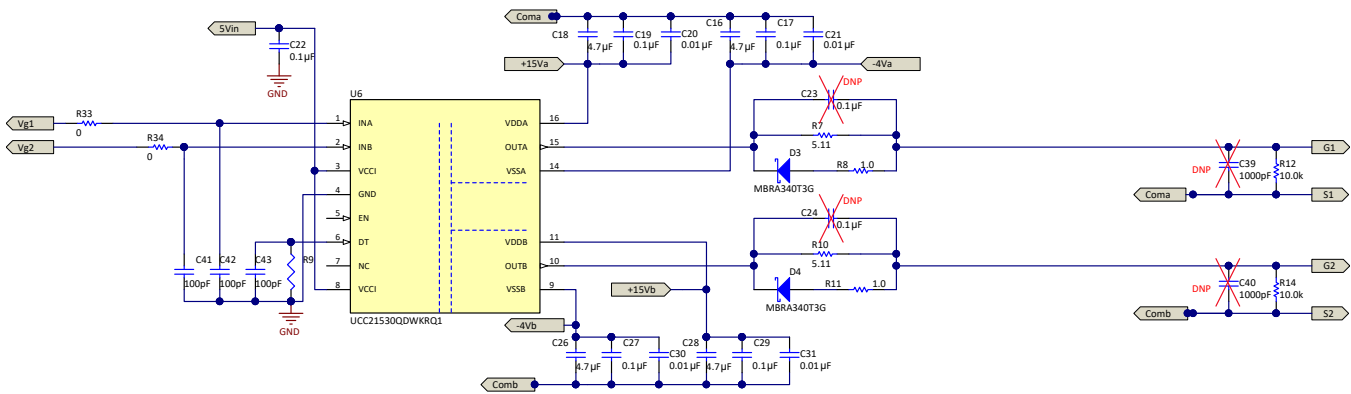 Coma
5Vin
C22
0.1µF
GND
C18
4.7µF
C19
0.1µF
C20
0.01µF
C16
4.7µF
C17
0.1µF
C21
0.01µF
+15Va
-4Va
U6
Vg1
R33
0
Vg2
R34
0
1 INA
2 INB
3 VCCI
4 GND
5 EN
6 DT
7 NC
8 VCCI
VDDA 16
OUTA 15
VSSA 14
VDDB 11
OUTB 10
VSSB 9
UCC21530QDWKRQ1
C41
100pF
C42
100pF
C43
100pF
R9
GND
DNP
C23
0.1µF
R7
5.11
D3
MBRA340T3G
R8 1.0
DNP
C24
0.1µF
R10
5.11
D4
MBRA340T3G
R11 1.0
DNP
C39
1000pF
R12
10.0k
G1
Coma
S1
DNP
C40
1000pF
R14
10.0k
G2
Comb
S2
+15Vb
-4Vb
C26
4.7µF
C27
0.1µF
C30
0.01µF
C28
4.7µF
C29
0.1µF
C31
0.01µF
Comb